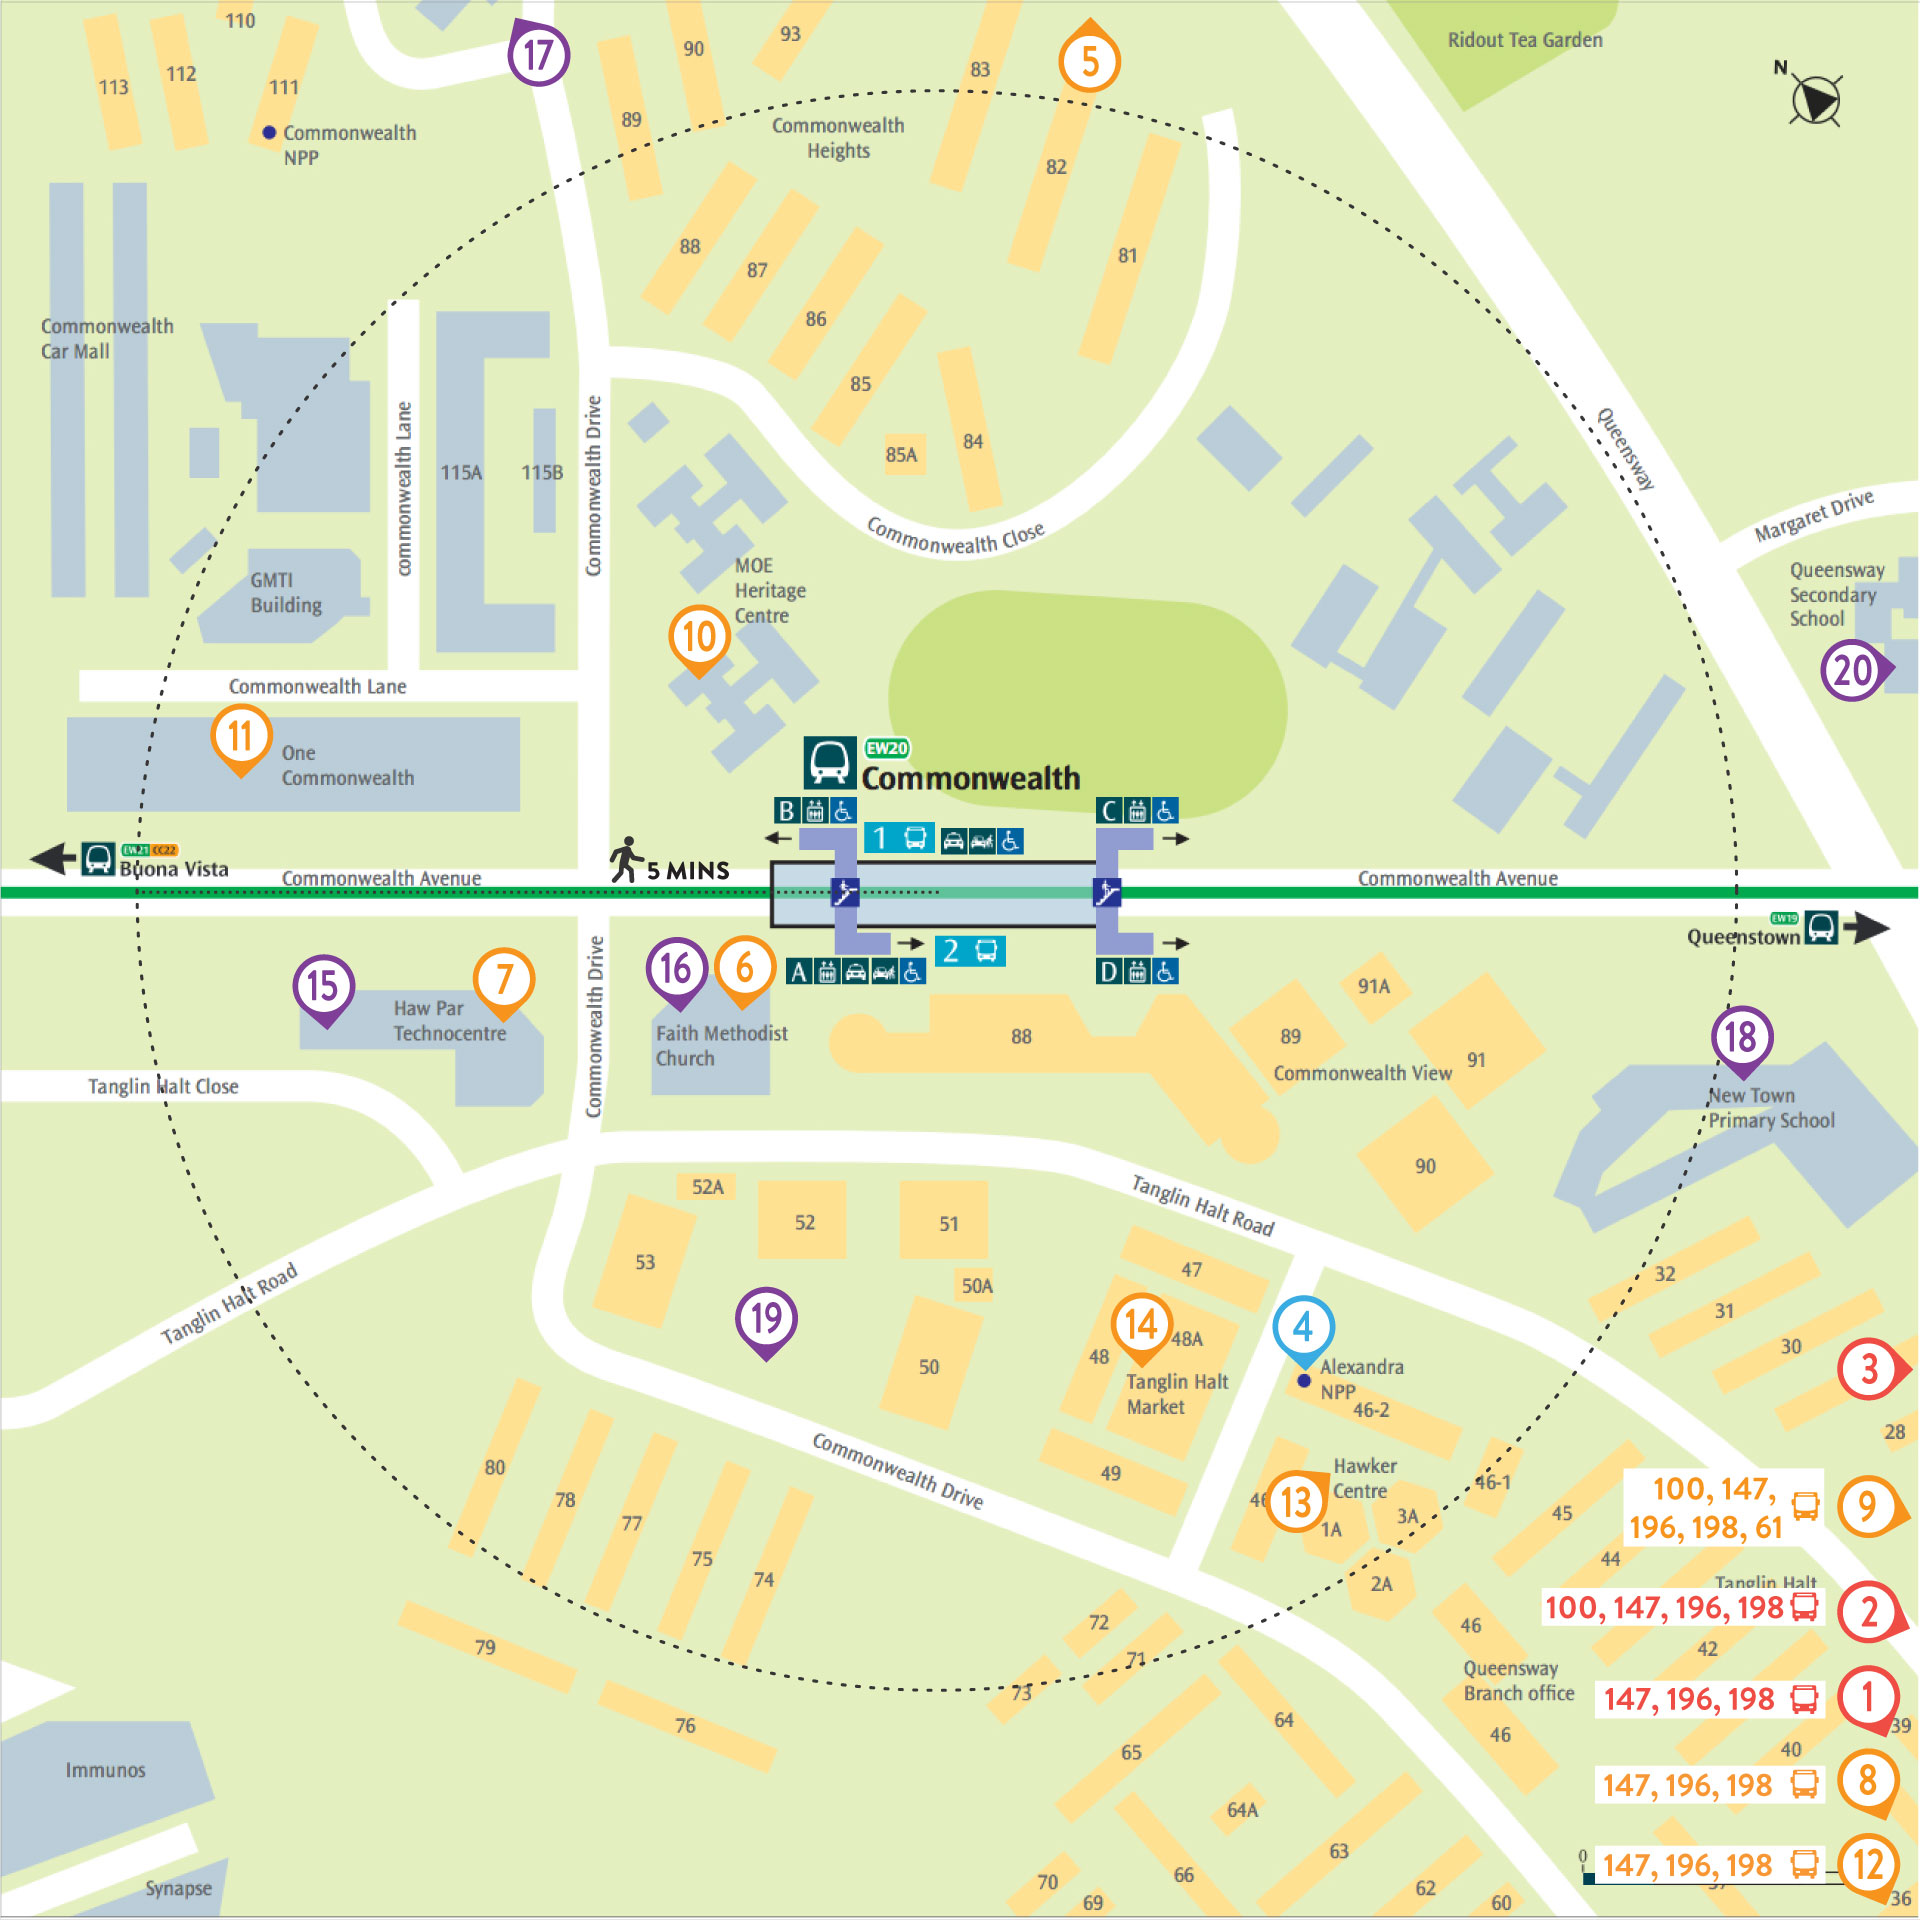 110
17
90
93
83
5
Ridout Tea Garden
N
113
112
111
89
Commonwealth
NPP
Commonwealth
Heights
82
88
87
81
86
Commonwealth
Car Mall
85
84
85A
commonwealth Lane
115A
115B
Commonwealth Drive
Commonwealth Close
Queensway
Margaret Drive
GMTI
Building
MOE
Heritage
Centre
10
Queensway
Secondary
School
20
Commonwealth Lane
11
One
Commonwealth
EW20
Commonwealth
B
C
1
EW21 CC22
Buona Vista
Commonwealth Avenue
5 MINS
Commonwealth Avenue
EW19
Queenstown
2
A
D
15
7
16
6
Haw Par
Technocentre
Commonwealth Drive
Faith Methodist
Church
88
89
91A
91
Commonwealth View
18
New Town
Primary School
Tanglin Halt Close
90
Tanglin Halt Road
52A
52
51
53
50A
47
32
31
30
Tanglin Halt Road
19
50
14
48
48A
Tanglin Halt
Market
4
Alexandra
NPP
46-2
3
28
80
78
77
75
74
Commonwealth Drive
49
Hawker
Centre
46
13
1A
3A
46-1
45
44
2A
100, 147,
196, 198, 61
9
Tanglin Halt
100, 147, 196, 198
2
79
76
72
71
73
46
42
Queensway
Branch office
46
147, 196, 198
1
39
40
64
65
147, 196, 198
8
Immunos
64A
63
66
62
60
70
69
0
147, 196, 198
12
36
Synapse